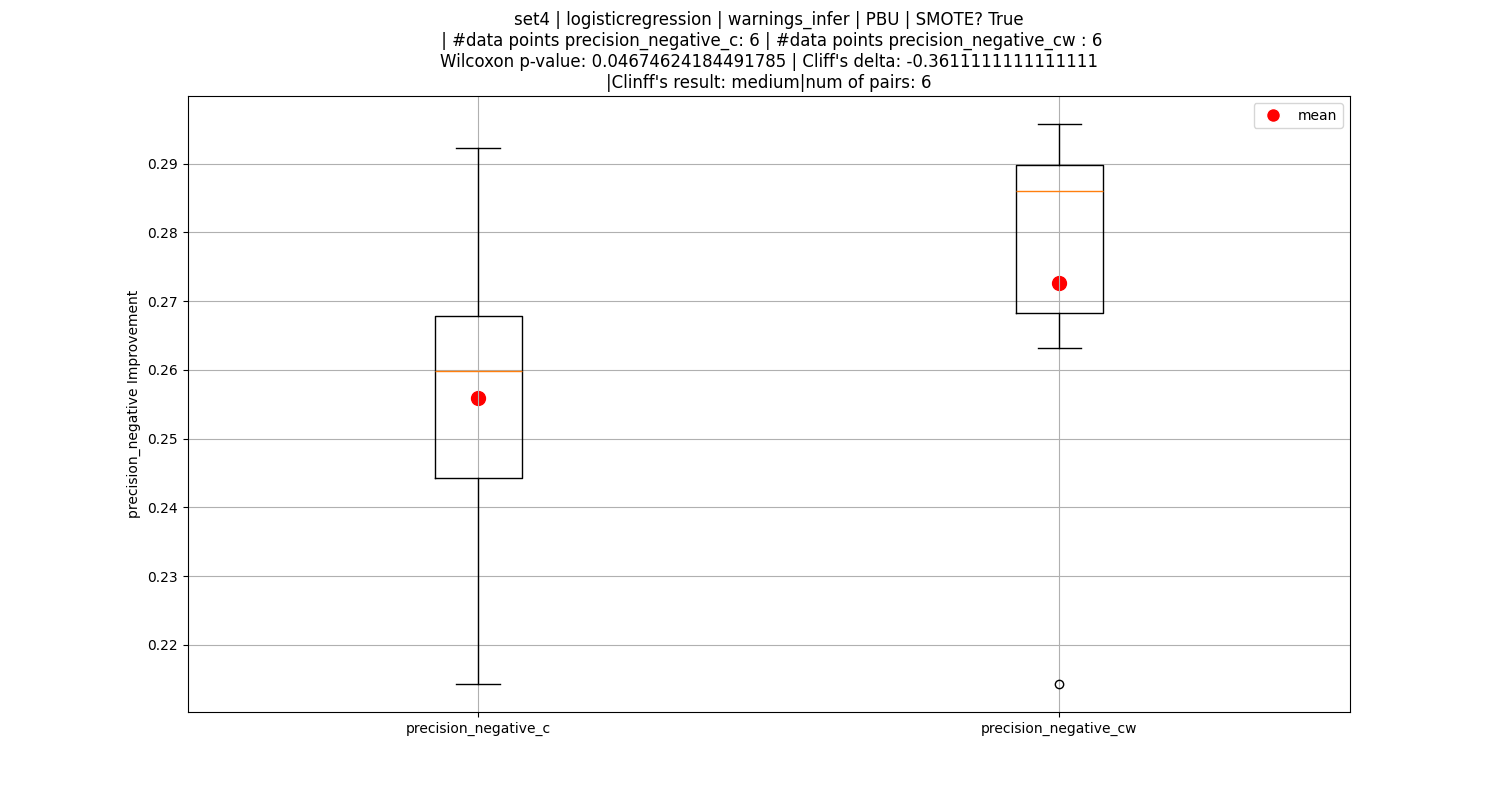 set4 | logisticregression | warnings_infer | PBU | SMOTE? True
| #data points precision_negative_c: 6 | #data points precision_negative_cw : 6
Wilcoxon p-value: 0.04674624184491785 | Cliff's delta: -0.3611111111111111
|Clinff's result: medium|num of pairs: 6
mean
0.29
0.28
0.27
0.26
0.25
0.24
0.23
0.22
precision_negative Improvement
precision_negative_c
precision_negative_cw